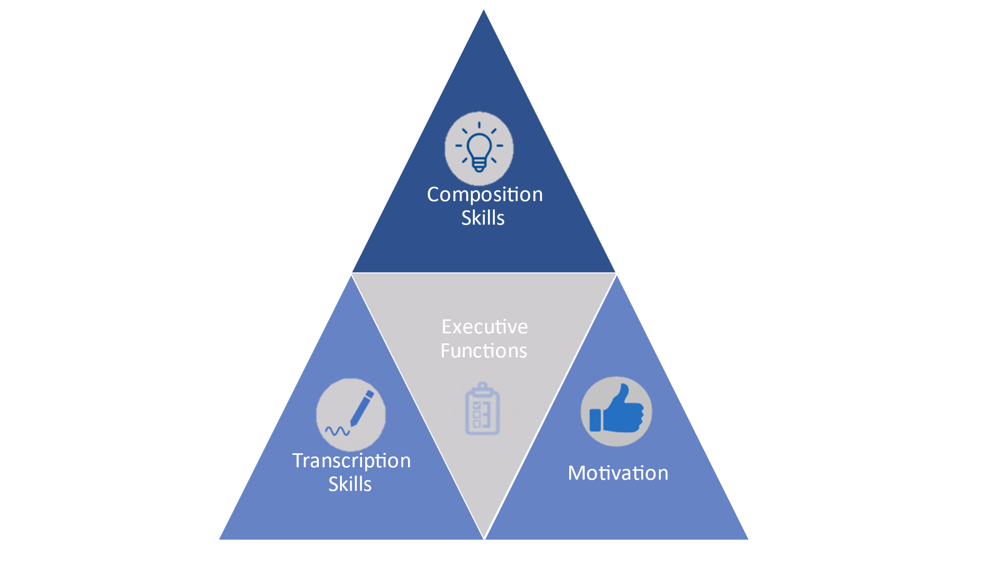 Composition
Skills
Executive
Functions
Transcription
Skills
Motivation